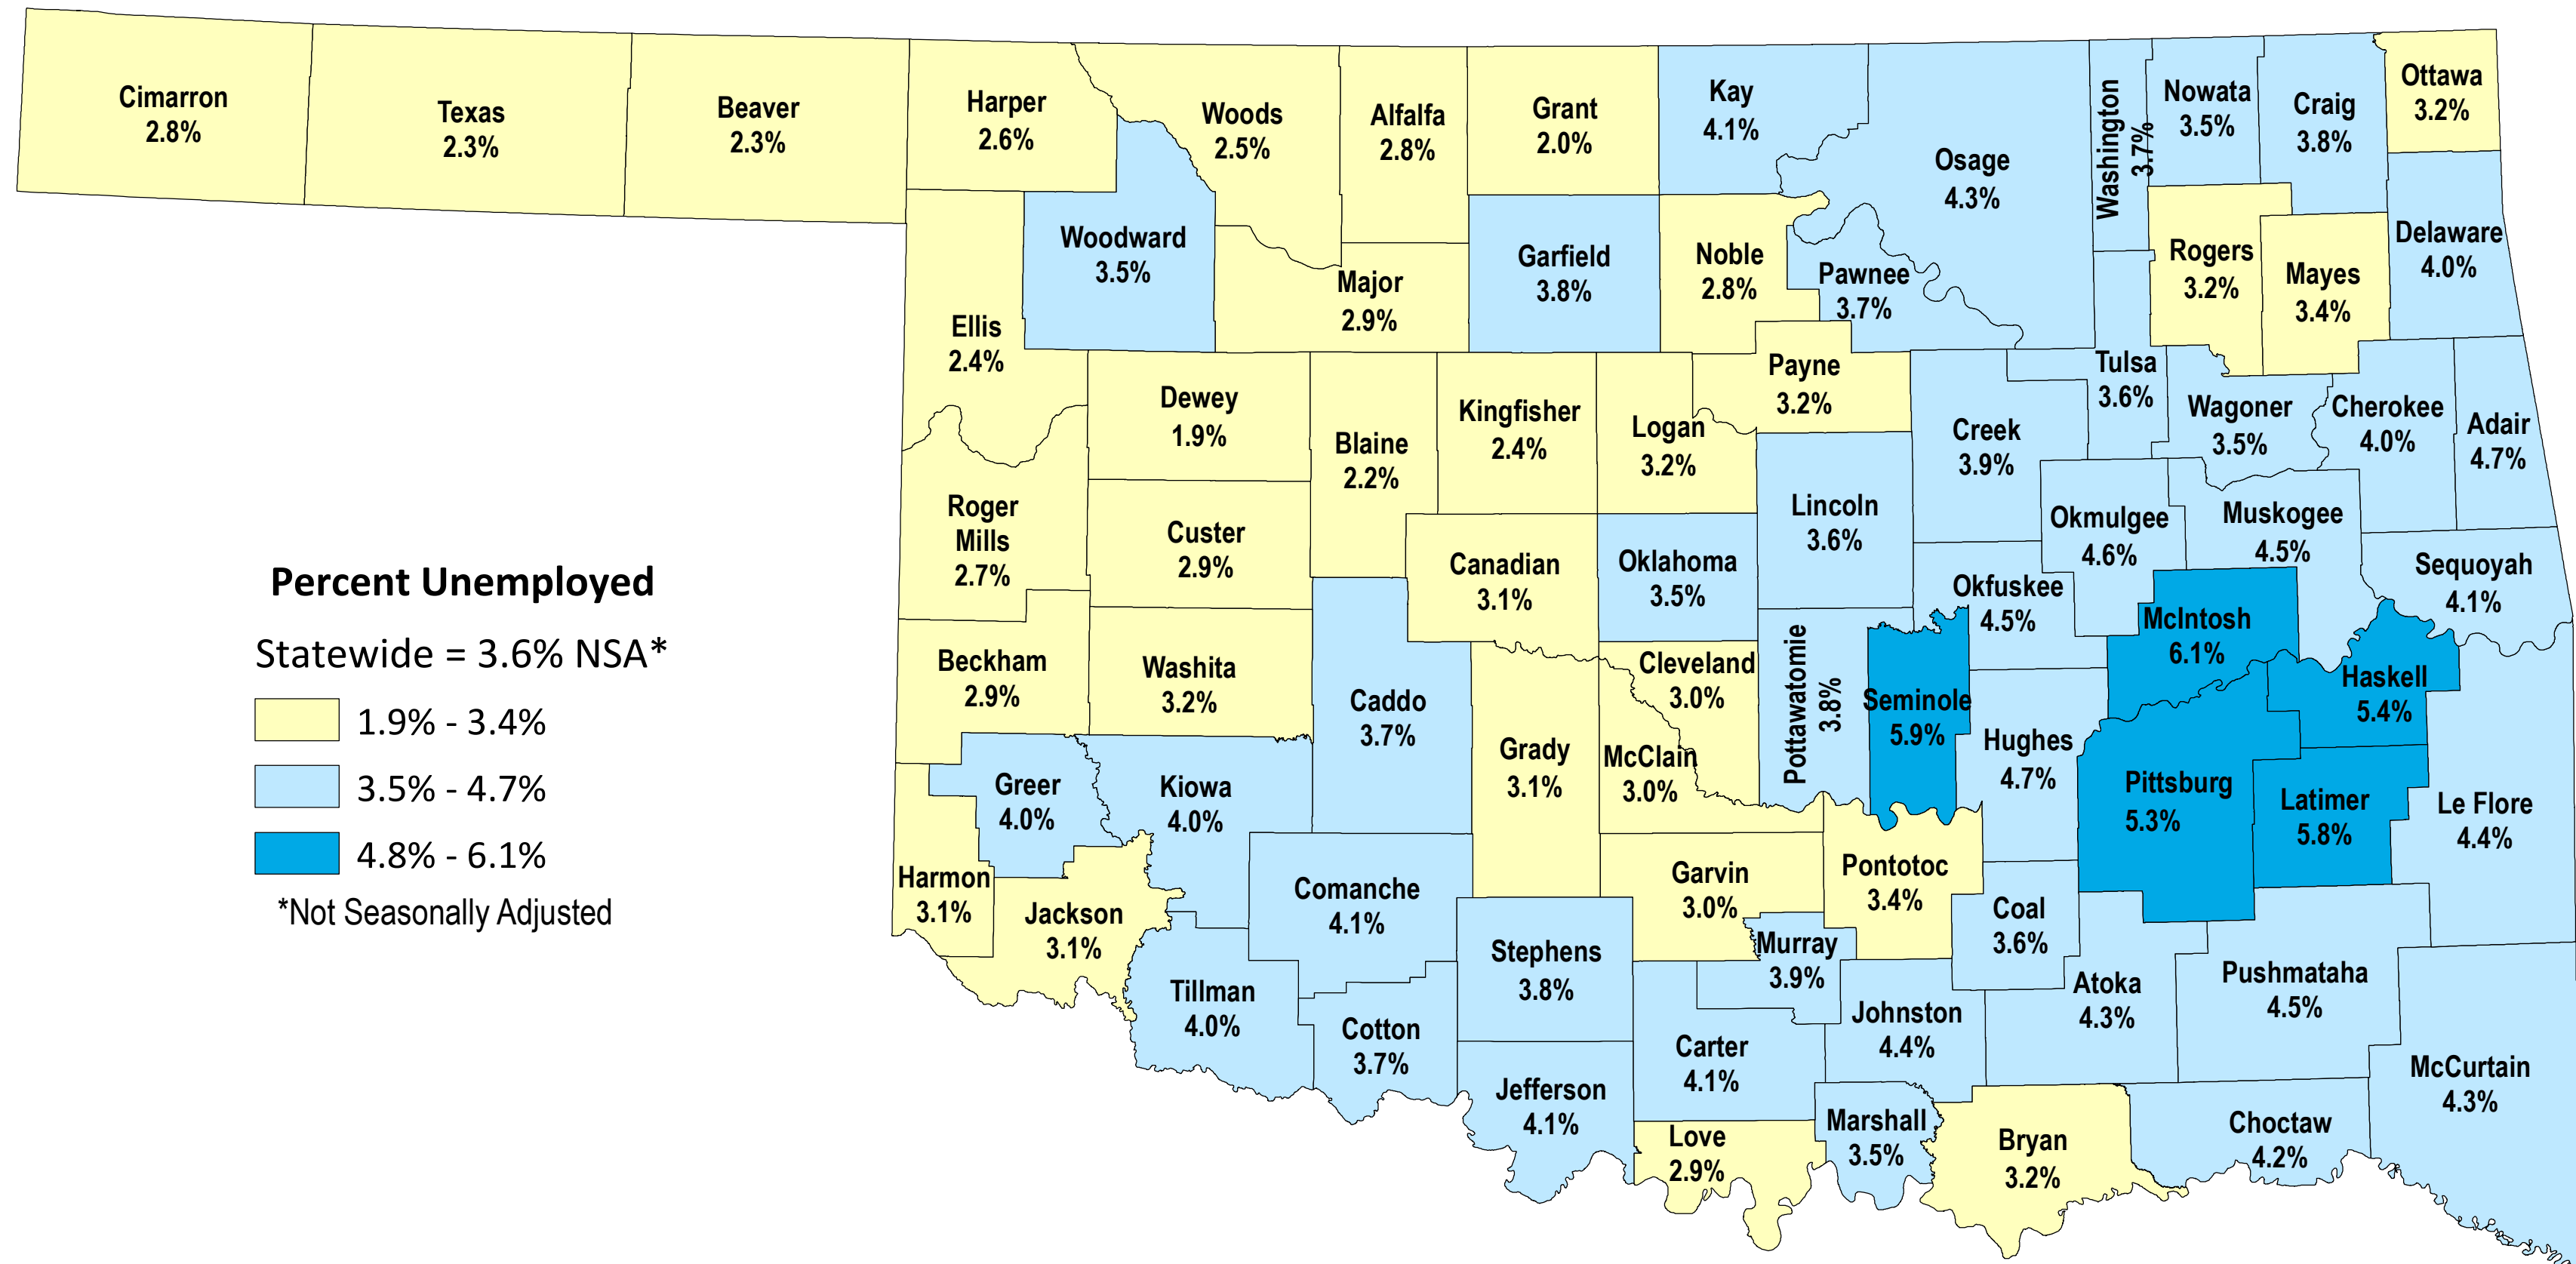 Cimarron
2.8%
Texas
2.3%
Beaver
2.3%
Harper
2.6%
Woods
2.5%
Alfalfa
2.8%
Grant
2.0%
Kay
4.1%
Osage
4.3%
Washington
3.7%
Nowata
3.5%
Craig
3.8%
Ottawa
3.2%
Woodward
3.5%
Major
2.9%
Garfield
3.8%
Noble
2.8%
Pawnee
3.7%
Rogers
3.2%
Mayes
3.4%
Delaware
4.0%
Ellis
2.4%
Dewey
1.9%
Blaine
2.2%
Kingfisher
2.4%
Logan
3.2%
Payne
3.2%
Creek
3.9%
Tulsa
3.6%
Wagoner
3.5%
Cherokee
4.0%
Adair
4.7%
Roger
Mills
2.7%
Custer
2.9%
Canadian
3.1%
Oklahoma
3.5%
Lincoln
3.6%
Okmulgee
4.6%
Muskogee
4.5%
Sequoyah
4.1%
Okfuskee
4.5%
McIntosh
6.1%
Haskell
5.4%
Beckham
2.9%
Washita
3.2%
Caddo
3.7%
Grady
3.1%
Cleveland
3.0%
McClain
3.0%
Pottawatomie
3.8%
Seminole
5.9%
Hughes
4.7%
Pittsburg
5.3%
Latimer
5.8%
Le Flore
4.4%
Greer
4.0%
Kiowa
4.0%
Harmon
3.1%
Jackson
3.1%
Comanche
4.1%
Stephens
3.8%
Garvin
3.0%
Pontotoc
3.4%
Coal
3.6%
Murray
3.9%
Johnston
4.4%
Atoka
4.3%
Pushmataha
4.5%
McCurtain
4.3%
Tillman
4.0%
Cotton
3.7%
Jefferson
4.1%
Carter
4.1%
Love
2.9%
Marshall
3.5%
Bryan
3.2%
Choctaw
4.2%
Percent Unemployed
Statewide = 3.6% NSA*
1.9% - 3.4%
3.5% - 4.7%
4.8% - 6.1%
*Not Seasonally Adjusted